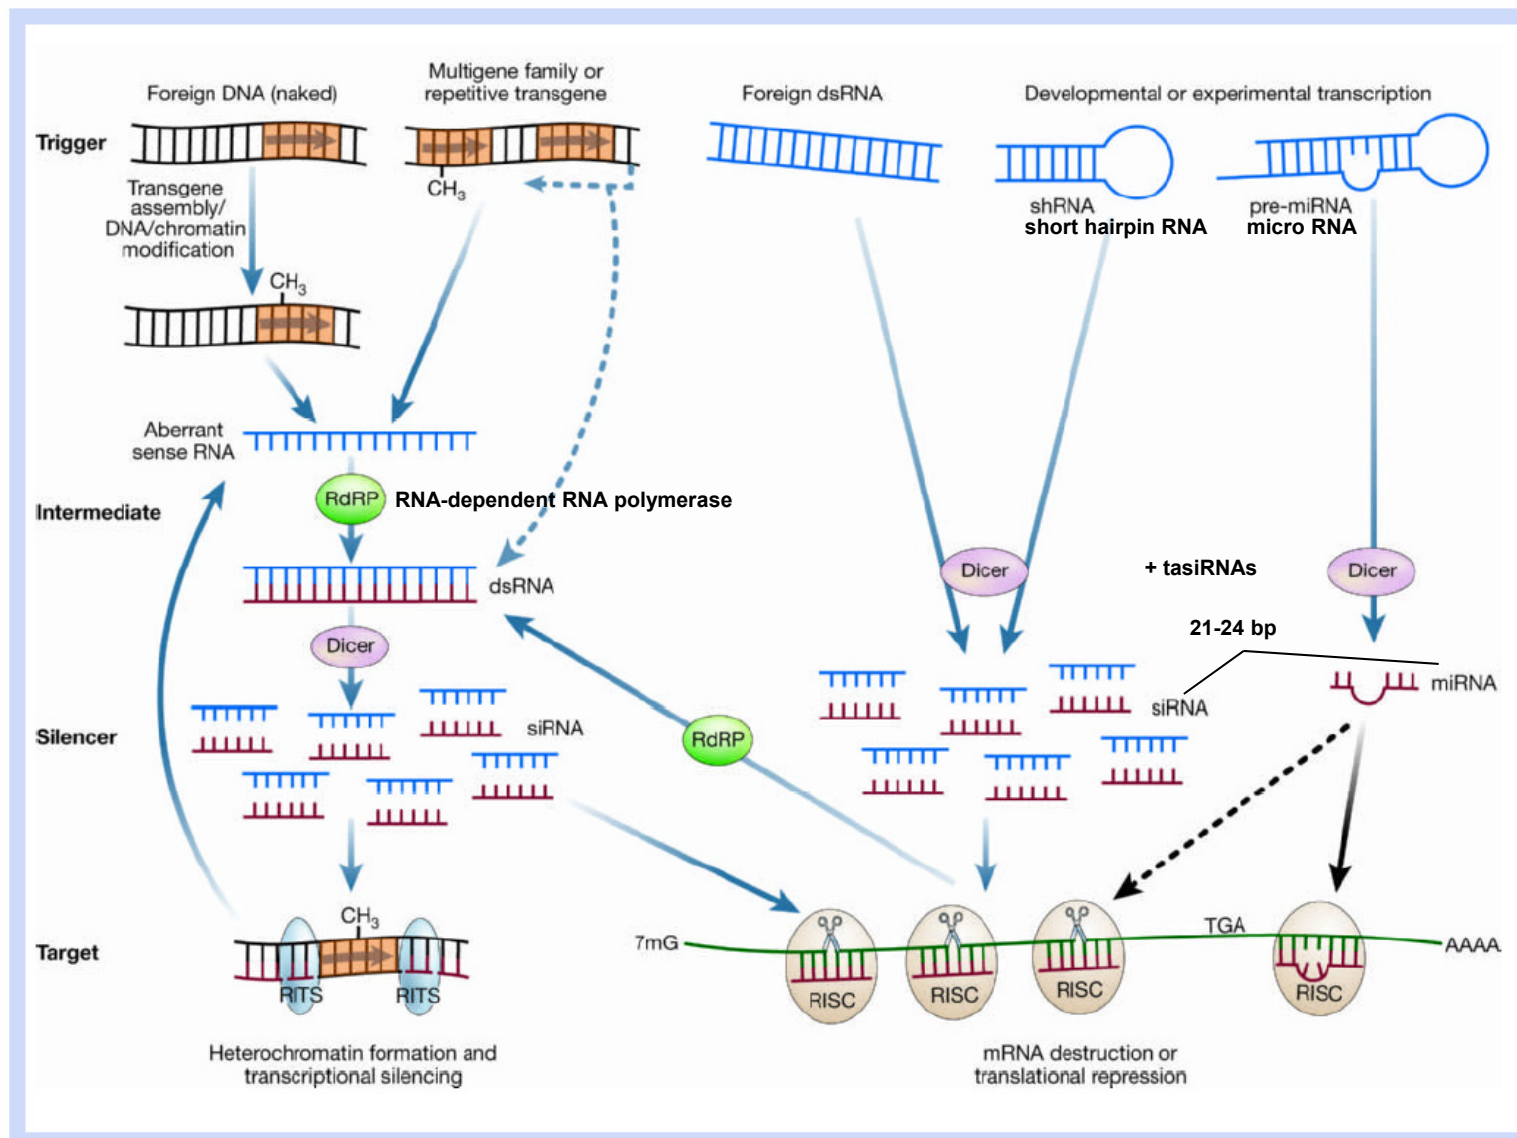 Foreign DNA (naked)
Multigene family or
repetitive transgene
Foreign dsRNA
Developmental or experimental transcription
Trigger
CH3
Transgene
assembly/
DNA/chromatin
modification
shRNA
short hairpin RNA
pre-miRNA
micro RNA
CH3
Aberrant
sense RNA
RdRP
RNA-dependent RNA polymerase
Intermediate
dsRNA
Dicer
Dicer
+ tasiRNAs
Dicer
21-24 bp
siRNA
siRNA
miRNA
Silencer
RdRP
CH3
Target
RITS
RITS
7mG
TGA
AAAA
RISC
RISC
RISC
RISC
Heterochromatin formation and
transcriptional silencing
mRNA destruction or
translational repression